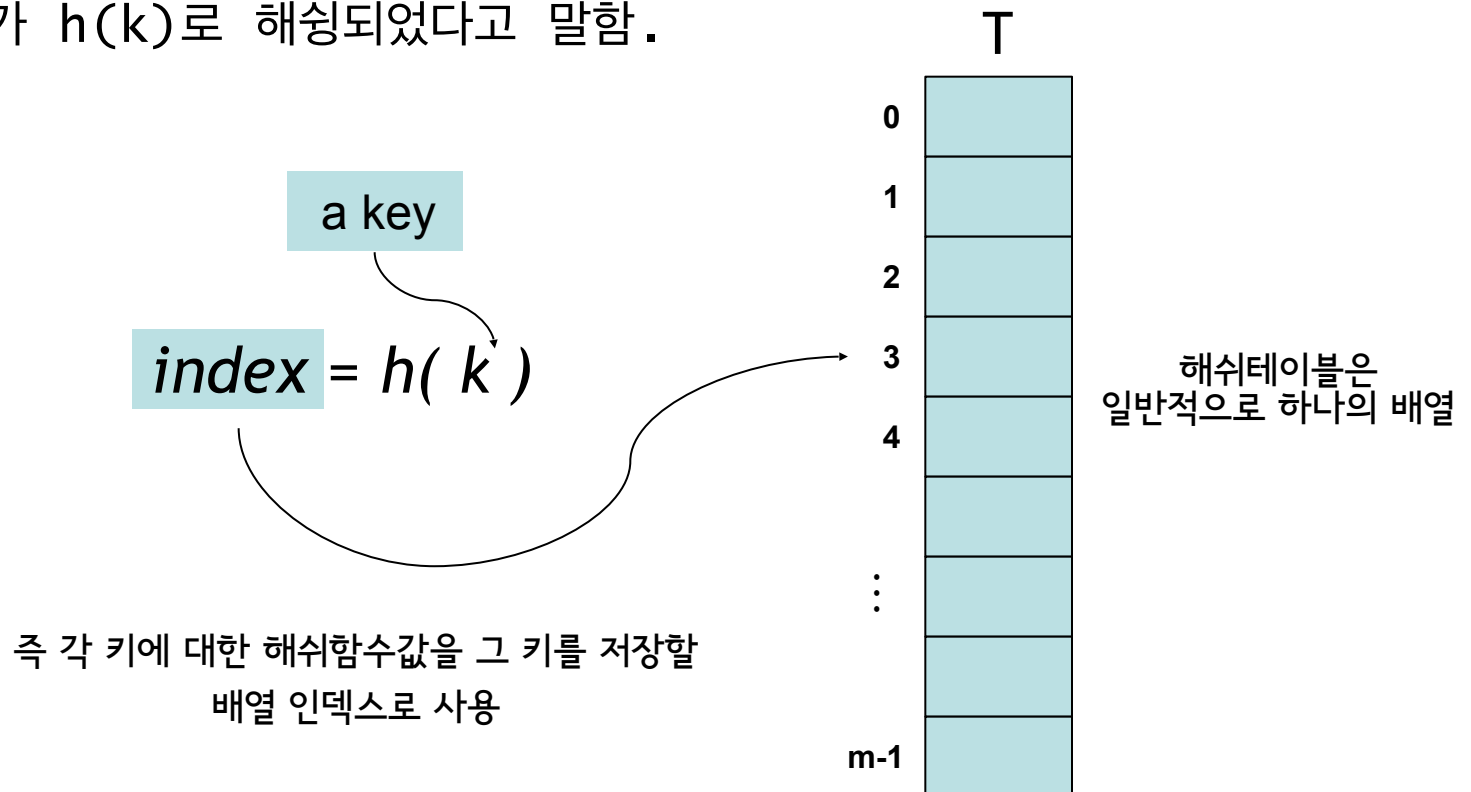 가 h(k)로 해슁되었다고 말함.
T
a key
index = h( k )
0
1
2
3
4
⋮
m-1
해쉬테이블은
일반적으로 하나의 배열
즉 각 키에 대한 해쉬함수값을 그 키를 저장할
배열 인덱스로 사용